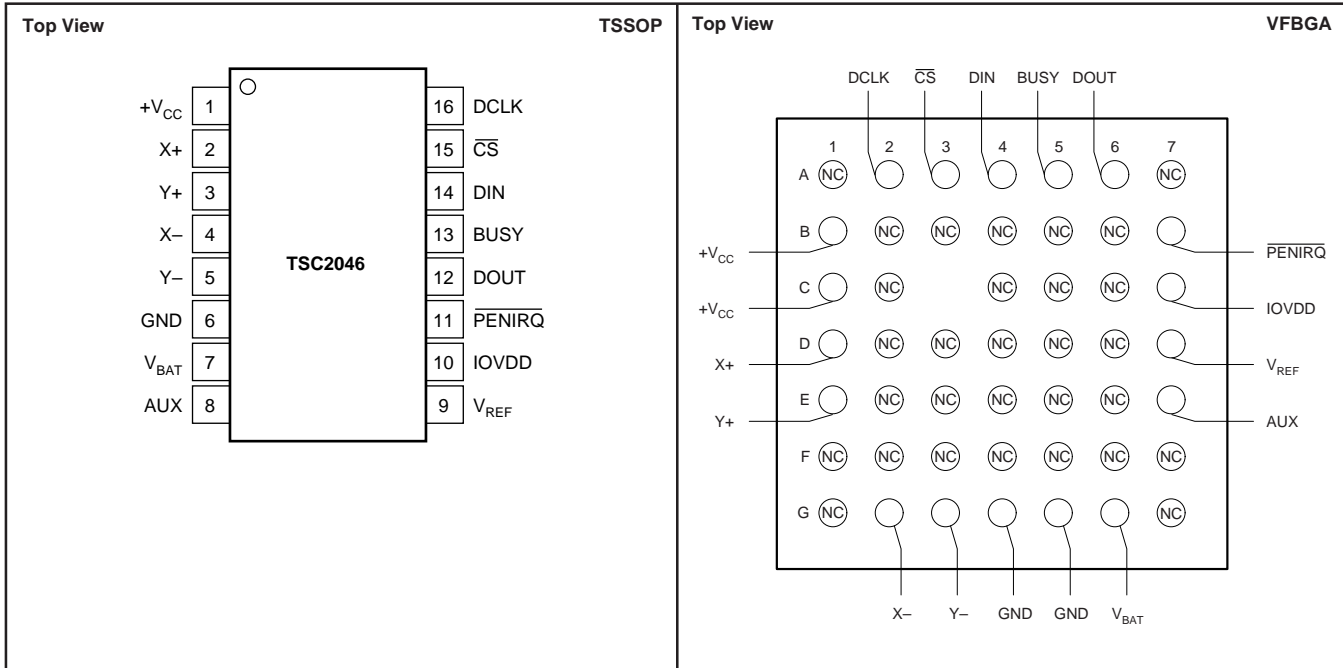 Top View TSSOP
+VCC 1 16 DCLK
X+ 2 15 CS
Y+ 3 14 DIN
X– 4 13 BUSY
Y– 5 12 DOUT
GND 6 11 PENIRQ
VBAT 7 10 IOVDD
AUX 8 9 VREF
TSC2046
Top View VFBGA
DCLK CS DIN BUSY DOUT
1 2 3 4 5 6 7
A NC NC
B NC NC NC NC NC
+VCC PENIRQ
C NC NC NC NC
+VCC IOVDD
D NC NC NC NC NC
X+ VREF
E NC NC NC NC NC
Y+ AUX
F NC NC NC NC NC NC NC
G NC NC
X– Y– GND GND VBAT